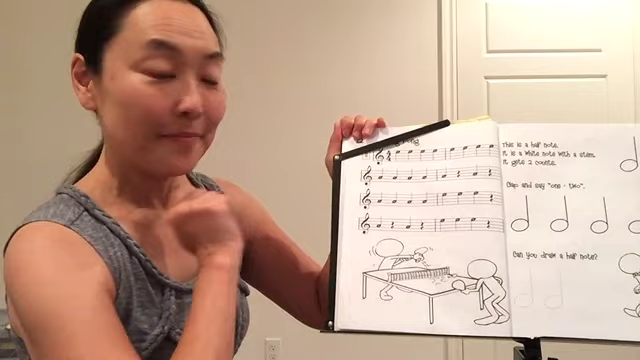 This is a half note.
It is a white note with a stem.
It gets 2 counts.
Clap and say "one - two".
Can you draw a half note?